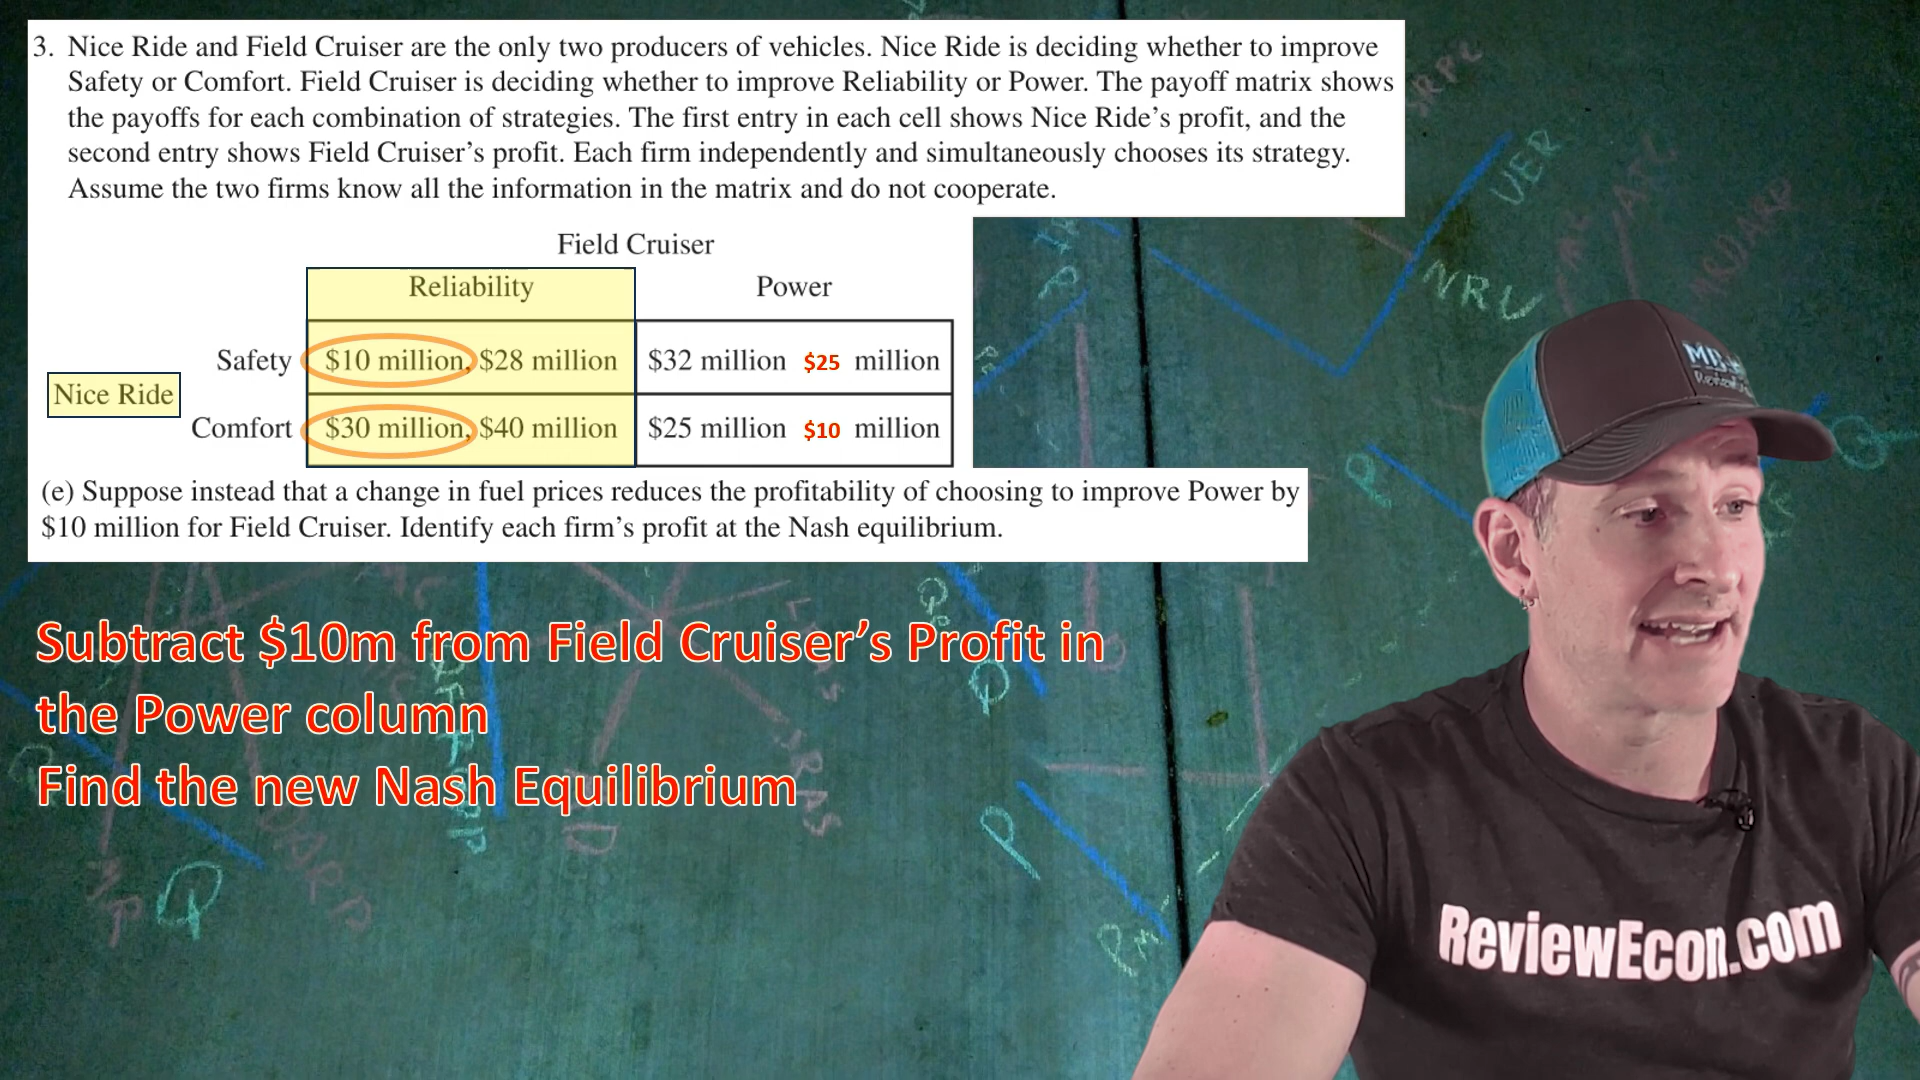 3. Nice Ride and Field Cruiser are the only two producers of vehicles. Nice Ride is deciding whether to improve
Safety or Comfort. Field Cruiser is deciding whether to improve Reliability or Power. The payoff matrix shows
the payoffs for each combination of strategies. The first entry in each cell shows Nice Ride's profit, and the
second entry shows Field Cruiser's profit. Each firm independently and simultaneously chooses its strategy.
Assume the two firms know all the information in the matrix and do not cooperate.
Field Cruiser
Reliability Power
Safety $10 million, $28 million $32 million $25 million
Nice Ride
Comfort $30 million, $40 million $25 million $10 million
(e) Suppose instead that a change in fuel prices reduces the profitability of choosing to improve Power by
$10 million for Field Cruiser. Identify each firm's profit at the Nash equilibrium.
Subtract $10m from Field Cruiser's Profit in
the Power column
Find the new Nash Equilibrium
ReviewEcon.com
SRPC
VER
NRU
P
Q